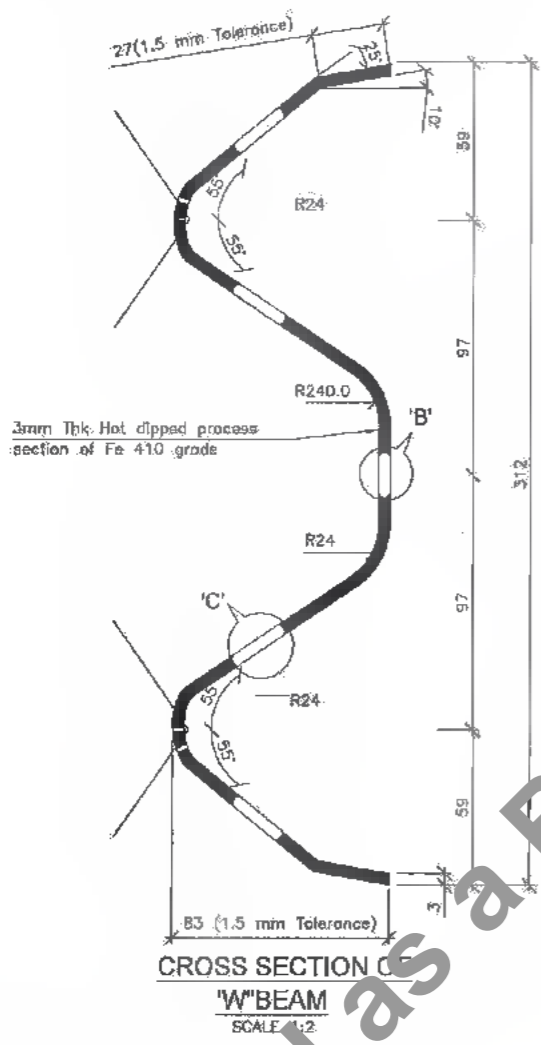 27(1.5 mm Tolerance)
25
10
59
55°
R24
55°
97
R240.0
'B'
3mm Thk Hot dipped process
section of Fe 410 grade
312
R24
'C'
97
55°
R24
55°
59
3
83 (1.5 mm Tolerance)
CROSS SECTION OF
'W"BEAM
SCALE 1:2
las a P